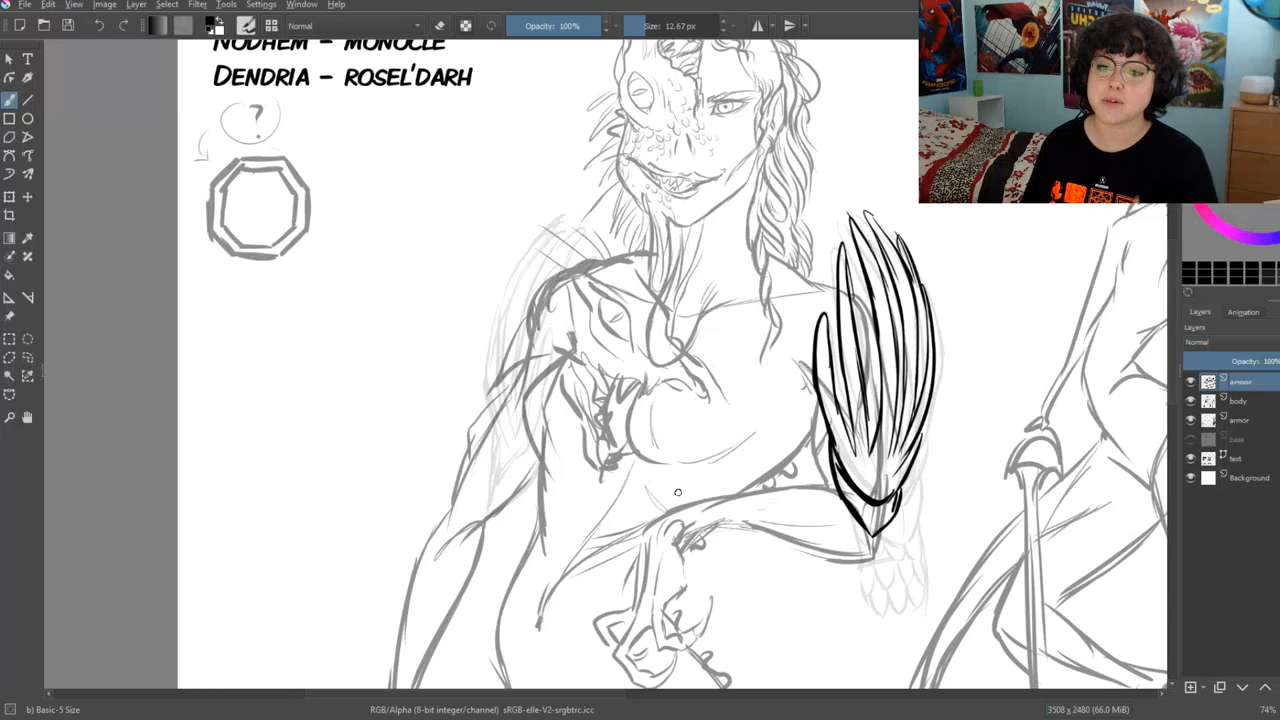 File Edit View Image Layer Select Filter Tools Settings Window Help
Normal
Opacity: 100%
Size: 12.67 px
NODHEM - MONOCLE
DENDRIA - ROSEL'DARH
?
Layers Animation
Layers
Normal
Opacity: 100%
armor
body
armor
base
text
Background
b) Basic-5 Size
RGB/Alpha (8-bit integer/channel) sRGB-elle-V2-srgbtrc.icc
3508 x 2480 (66.0 MiB)
74%